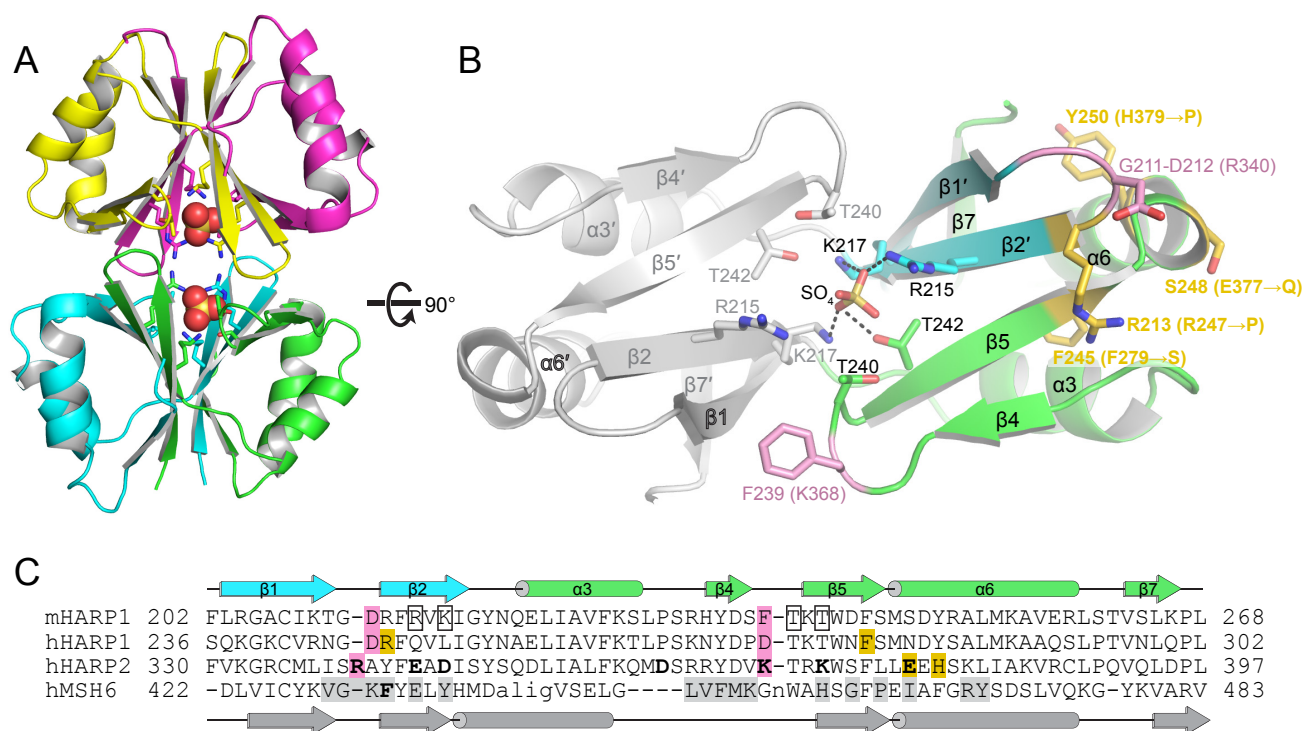 A
90°
B
Y250 (H379→P)
G211-D212 (R340)
β4′
β1′
T240
α3′
β7
K217
β2′
α6
β5′
T242
S248 (E377→Q)
SO4
R215
R215
T242
R213 (R247→P)
β5
β2
K217
T240
F245 (F279→S)
α6′
β7′
α3
β1
β4
F239 (K368)
C
β1 β2 α3 β4 β5 α6 β7
mHARP1 202 FLRGACIKTG-DRFRVKIGYNQELIAVFKSLPSRHYDSF-TKTWDFSMSDYRALMKAVERLSTVSLKPL 268
hHARP1 236 SQKGKCVRNG-DRFQVLIGYNAELIAVFKTLPSKNYDPD-TKTWNFSMNDYSALMKAAQSLPTVNLQPL 302
hHARP2 330 FVKGRCMLISRAYFEADISYSQDLIALFKQMDSRRYDVK-TRKWSFLLEEHSKLIAKVRCLPQVQLDPL 397
hMSH6 422 -DLVICYKVG-KFYELYHMDaligVSELG----LVFMKGnWAHSGFPEIAFGRYSDSLVQKG-YKVARV 483